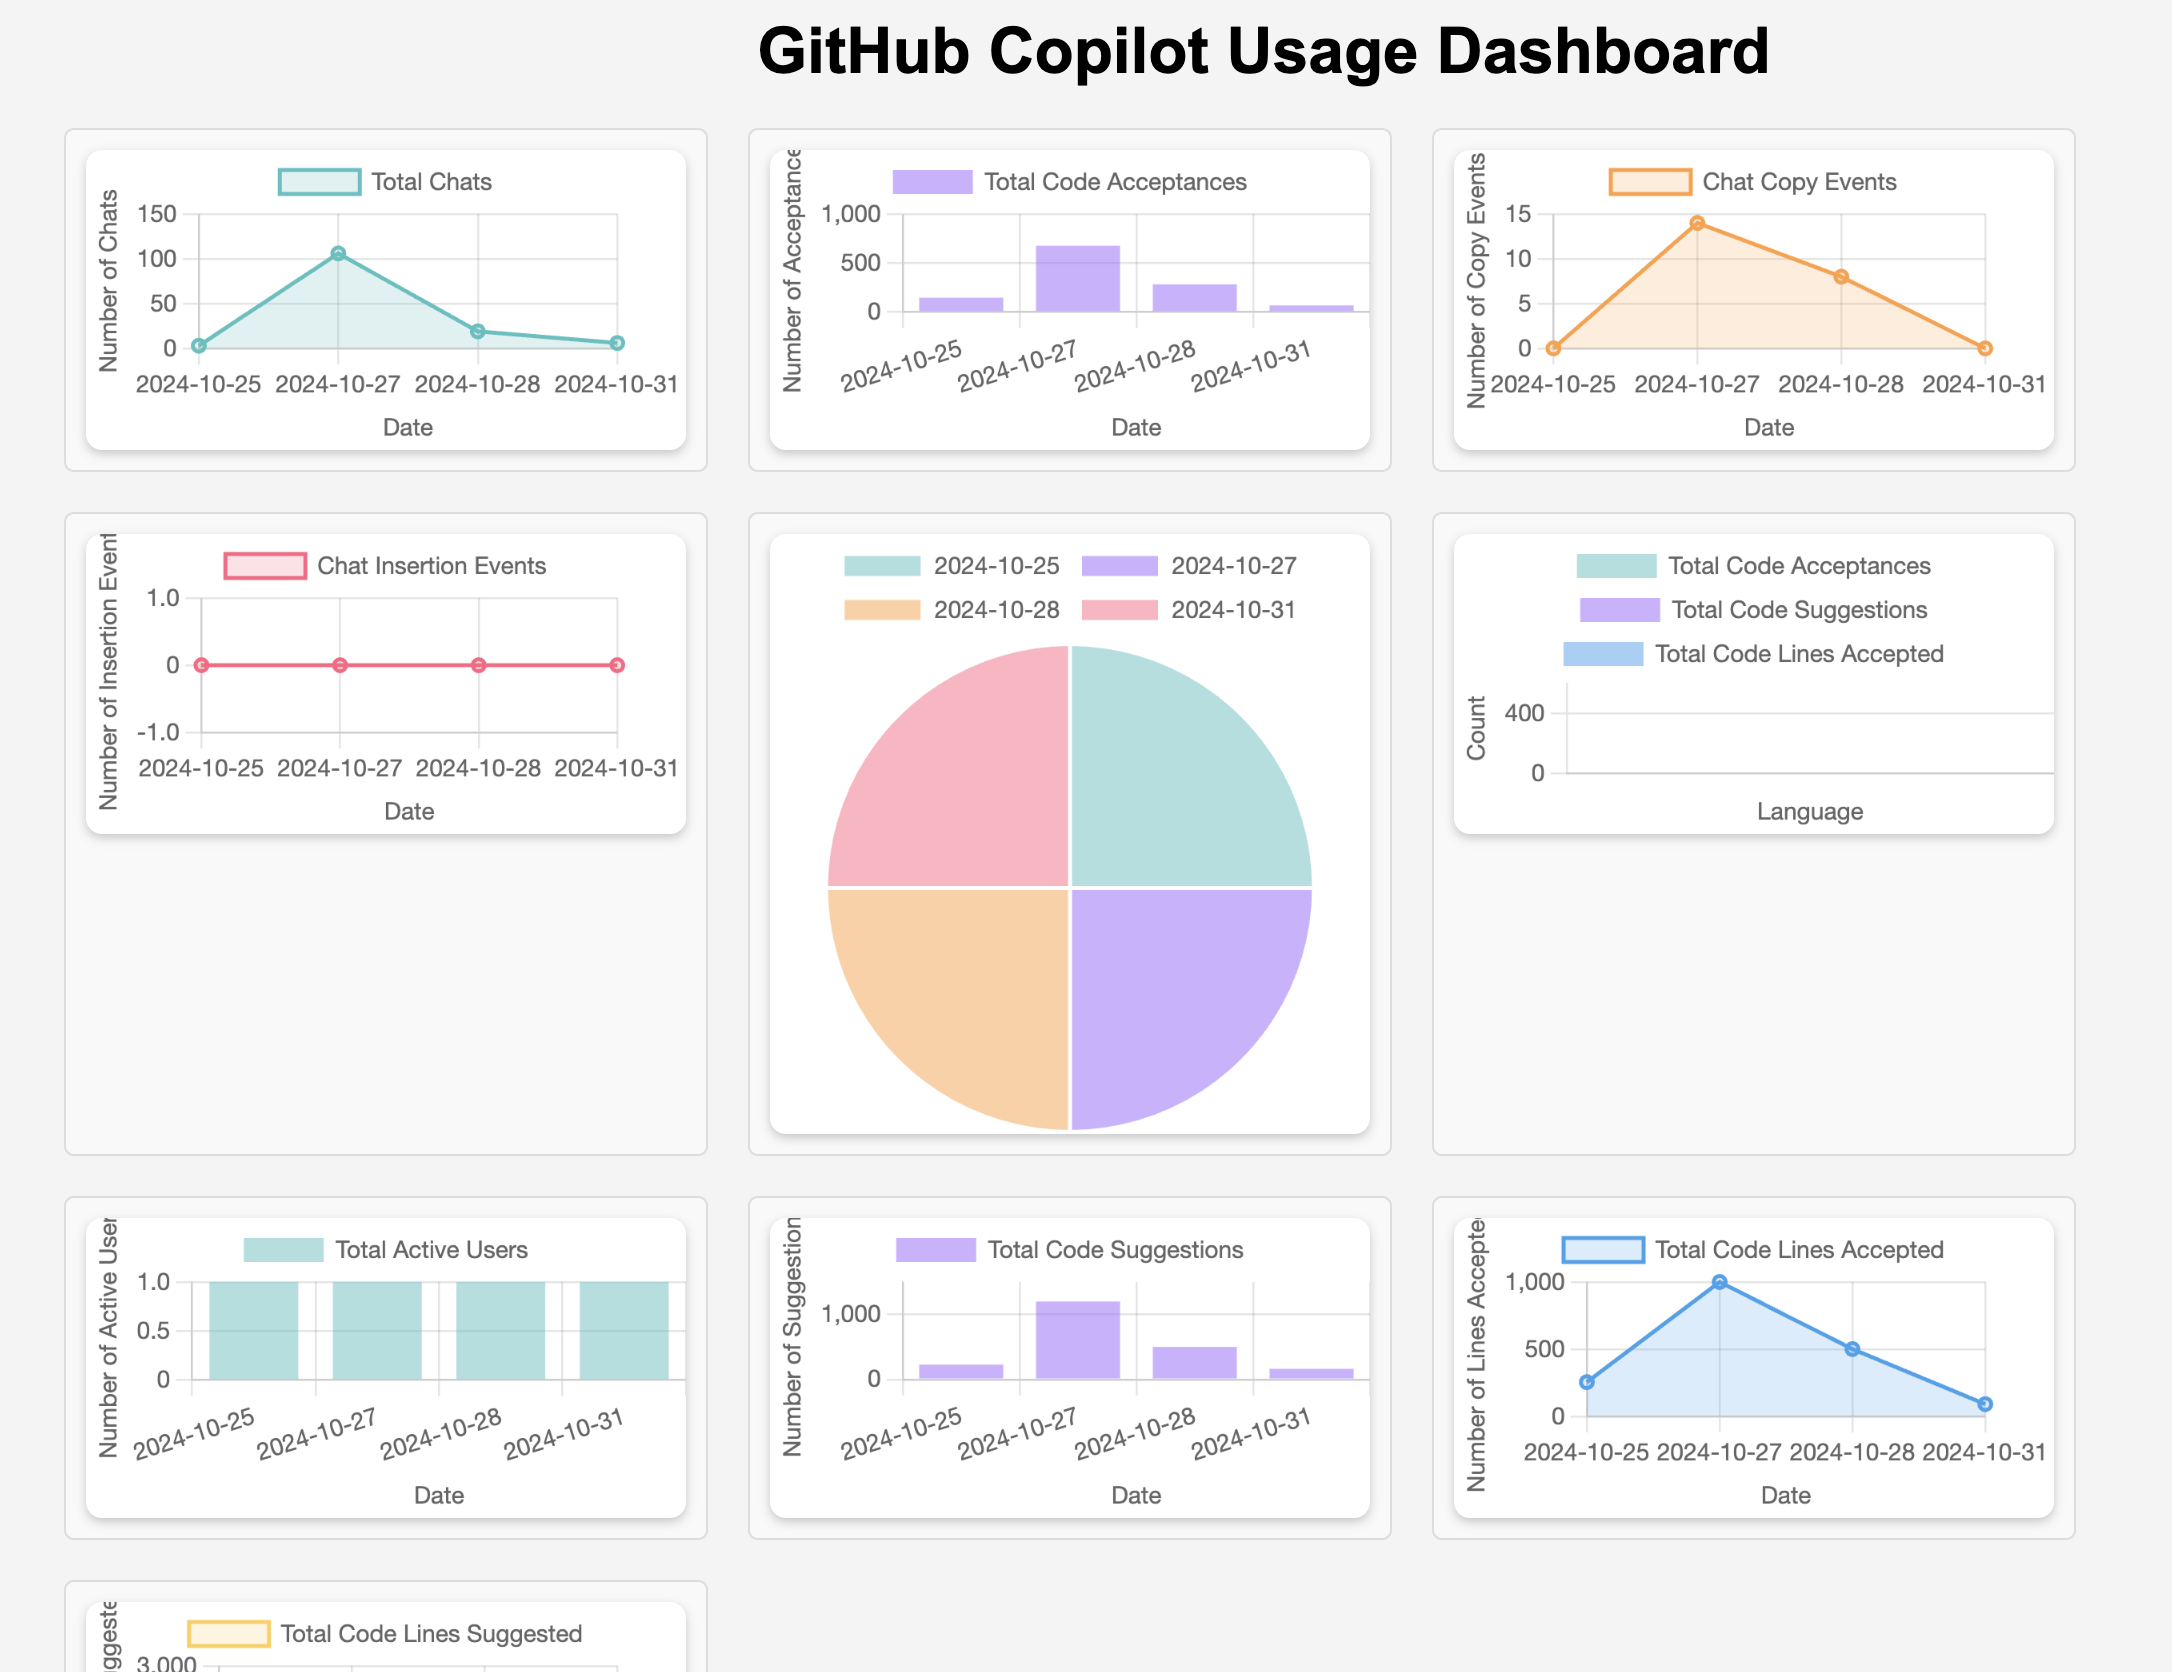 GitHub Copilot Usage Dashboard
Total Chats
Number of Chats
150
100
50
0
2024-10-25 2024-10-27 2024-10-28 2024-10-31
Date
Total Code Acceptances
Number of Acceptance
1,000
500
0
2024-10-25 2024-10-27 2024-10-28 2024-10-31
Date
Chat Copy Events
Number of Copy Events
15
10
5
0
2024-10-25 2024-10-27 2024-10-28 2024-10-31
Date
Chat Insertion Events
Number of Insertion Event
1.0
0
-1.0
2024-10-25 2024-10-27 2024-10-28 2024-10-31
Date
2024-10-25 2024-10-27
2024-10-28 2024-10-31
Total Code Acceptances
Total Code Suggestions
Total Code Lines Accepted
Count
400
0
Language
Total Active Users
Number of Active User
1.0
0.5
0
2024-10-25 2024-10-27 2024-10-28 2024-10-31
Date
Total Code Suggestions
Number of Suggestion
1,000
0
2024-10-25 2024-10-27 2024-10-28 2024-10-31
Date
Total Code Lines Accepted
Number of Lines Accepte
1,000
500
0
2024-10-25 2024-10-27 2024-10-28 2024-10-31
Date
Total Code Lines Suggested
3,000